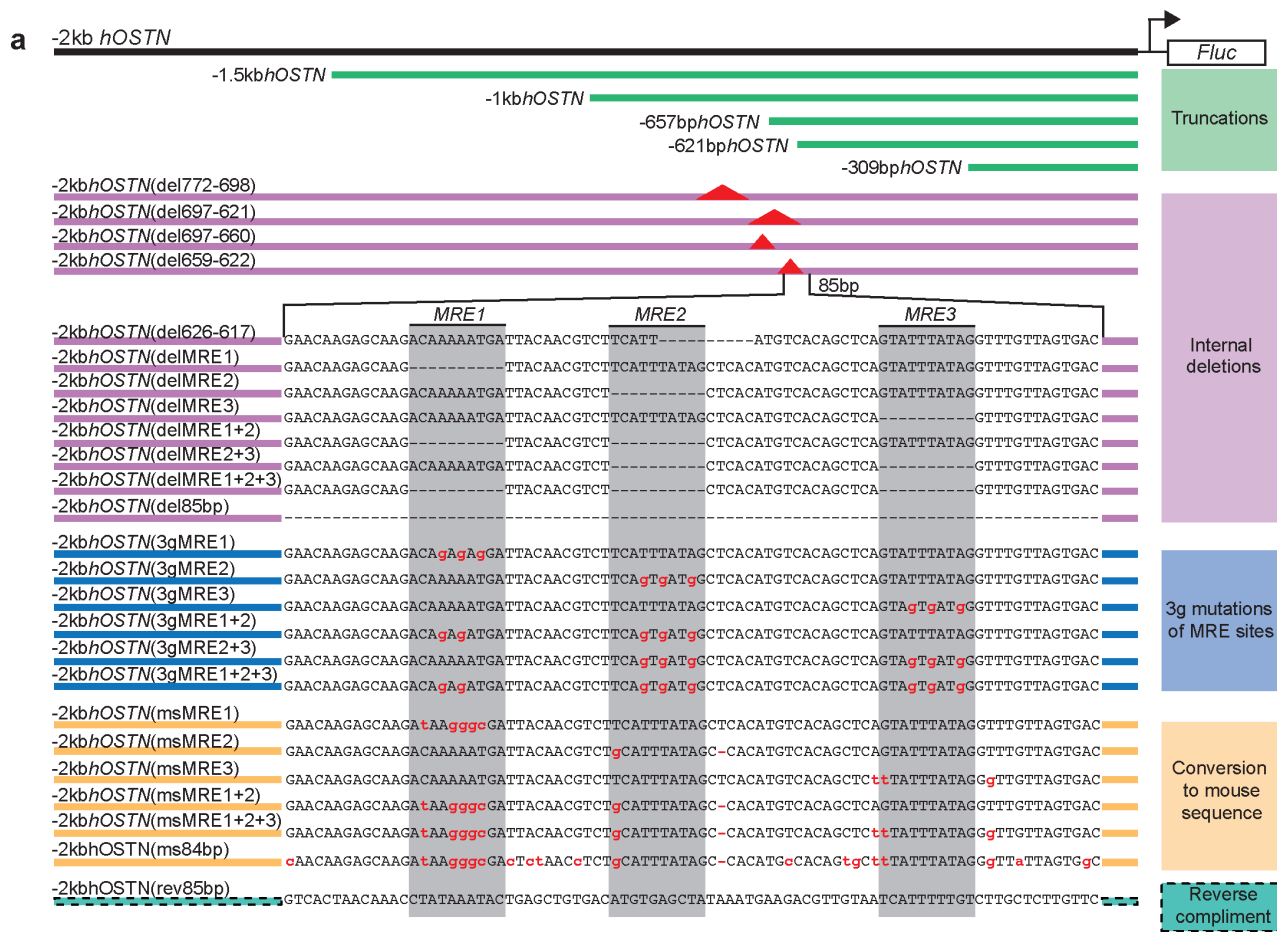 a
-2kb hOSTN
Fluc
-1.5kbhOSTN
-1kbhOSTN
-657bphOSTN
-621bphOSTN
-309bphOSTN
Truncations
-2kbhOSTN(del772-698)
-2kbhOSTN(del697-621)
-2kbhOSTN(del697-660)
-2kbhOSTN(del659-622)
85bp
MRE1 MRE2 MRE3
-2kbhOSTN(del626-617) GAACAAGAGCAAGACAAAAATGATTACAACGTCTTCATT----------ATGTCACAGCTCAGTATTTATAGGTTTGTTAGTGAC
-2kbhOSTN(delMRE1) GAACAAGAGCAAG----------TTACAACGTCTTCATTTATAGCTCACATGTCACAGCTCAGTATTTATAGGTTTGTTAGTGAC
-2kbhOSTN(delMRE2) GAACAAGAGCAAGACAAAAATGATTACAACGTCT----------CTCACATGTCACAGCTCAGTATTTATAGGTTTGTTAGTGAC
-2kbhOSTN(delMRE3) GAACAAGAGCAAGACAAAAATGATTACAACGTCTTCATTTATAGCTCACATGTCACAGCTCA----------GTTTGTTAGTGAC
-2kbhOSTN(delMRE1+2) GAACAAGAGCAAG----------TTACAACGTCT----------CTCACATGTCACAGCTCAGTATTTATAGGTTTGTTAGTGAC
-2kbhOSTN(delMRE2+3) GAACAAGAGCAAGACAAAAATGATTACAACGTCT----------CTCACATGTCACAGCTCA----------GTTTGTTAGTGAC
-2kbhOSTN(delMRE1+2+3) GAACAAGAGCAAG----------TTACAACGTCT----------CTCACATGTCACAGCTCA----------GTTTGTTAGTGAC
-2kbhOSTN(del85bp) -------------------------------------------------------------------------------------
Internal deletions
-2kbhOSTN(3gMRE1) GAACAAGAGCAAGACAgAgAgGATTACAACGTCTTCATTTATAGCTCACATGTCACAGCTCAGTATTTATAGGTTTGTTAGTGAC
-2kbhOSTN(3gMRE2) GAACAAGAGCAAGACAAAAATGATTACAACGTCTTCAgTgATgGCTCACATGTCACAGCTCAGTATTTATAGGTTTGTTAGTGAC
-2kbhOSTN(3gMRE3) GAACAAGAGCAAGACAAAAATGATTACAACGTCTTCATTTATAGCTCACATGTCACAGCTCAGTAgTgATgGGTTTGTTAGTGAC
-2kbhOSTN(3gMRE1+2) GAACAAGAGCAAGACAgAgATGATTACAACGTCTTCAgTgATgGCTCACATGTCACAGCTCAGTATTTATAGGTTTGTTAGTGAC
-2kbhOSTN(3gMRE2+3) GAACAAGAGCAAGACAAAAATGATTACAACGTCTTCAgTgATgGCTCACATGTCACAGCTCAGTAgTgATgGGTTTGTTAGTGAC
-2kbhOSTN(3gMRE1+2+3) GAACAAGAGCAAGACAgAgATGATTACAACGTCTTCAgTgATgGCTCACATGTCACAGCTCAGTAgTgATgGGTTTGTTAGTGAC
3g mutations
of MRE sites
-2kbhOSTN(msMRE1) GAACAAGAGCAAGAtAAgggcGATTACAACGTCTTCATTTATAGCTCACATGTCACAGCTCAGTATTTATAGGTTTGTTAGTGAC
-2kbhOSTN(msMRE2) GAACAAGAGCAAGACAAAAATGATTACAACGTCTgCATTTATAGC-CACATGTCACAGCTCAGTATTTATAGGTTTGTTAGTGAC
-2kbhOSTN(msMRE3) GAACAAGAGCAAGACAAAAATGATTACAACGTCTTCATTTATAGCTCACATGTCACAGCTCttTATTTATAGGgTTGTTAGTGAC
-2kbhOSTN(msMRE1+2) GAACAAGAGCAAGAtAAgggcGATTACAACGTCTgCATTTATAGC-CACATGTCACAGCTCAGTATTTATAGGTTTGTTAGTGAC
-2kbhOSTN(msMRE1+2+3) GAACAAGAGCAAGAtAAgggcGATTACAACGTCTgCATTTATAGC-CACATGTCACAGCTCttTATTTATAGGgTTGTTAGTGAC
-2kbhOSTN(ms84bp) cAACAAGAGCAAGAtAAgggcGAcTctAAcCTCTgCATTTATAGC-CACATGcCACAGtgCttTATTTATAGGgTTaTTAGTGgC
Conversion
to mouse
sequence
-2kbhOSTN(rev85bp) GTCACTAACAAACCTATAAATACTGAGCTGTGACATGTGAGCTATAAATGAAGACGTTGTAATCATTTTTGTCTTGCTCTTGTTC
Reverse
compliment